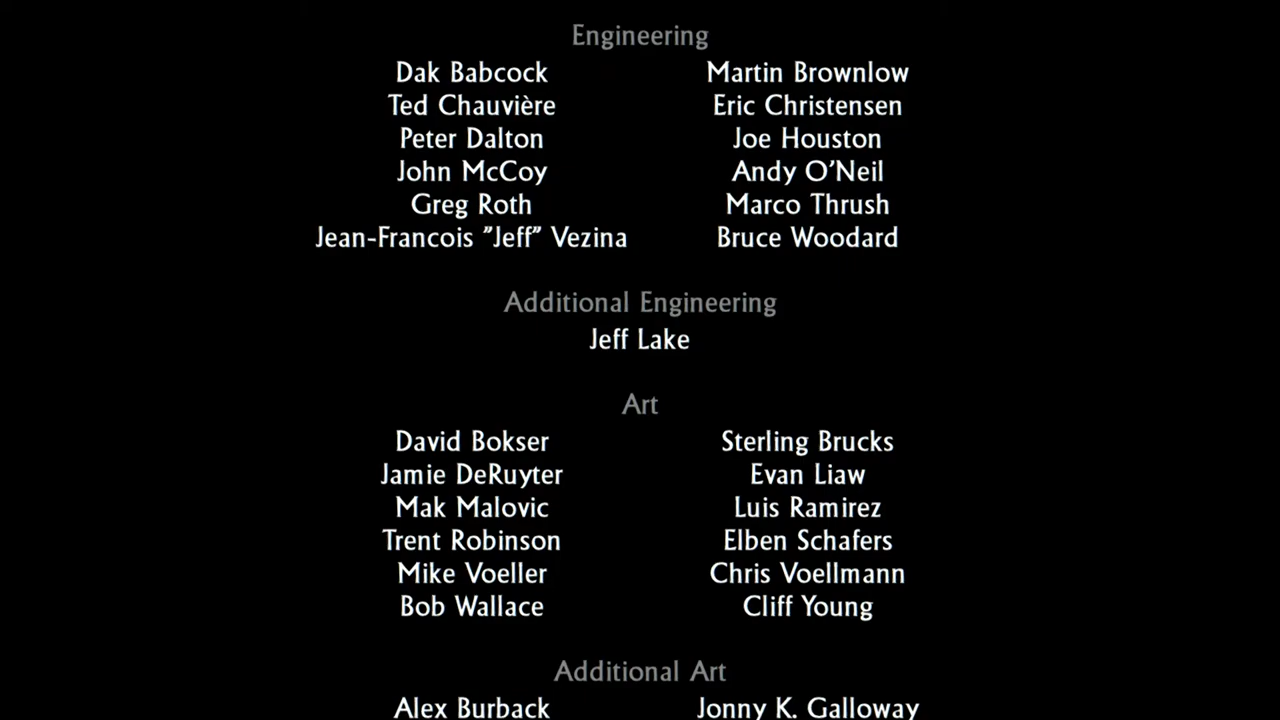 Engineering
Dak Babcock Martin Brownlow
Ted Chauvière Eric Christensen
Peter Dalton Joe Houston
John McCoy Andy O’Neil
Greg Roth Marco Thrush
Jean-Francois ”Jeff” Vezina Bruce Woodard
Additional Engineering
Jeff Lake
Art
David Bokser Sterling Brucks
Jamie DeRuyter Evan Liaw
Mak Malovic Luis Ramirez
Trent Robinson Elben Schafers
Mike Voeller Chris Voellmann
Bob Wallace Cliff Young
Additional Art
Alex Burback Jonny K. Galloway